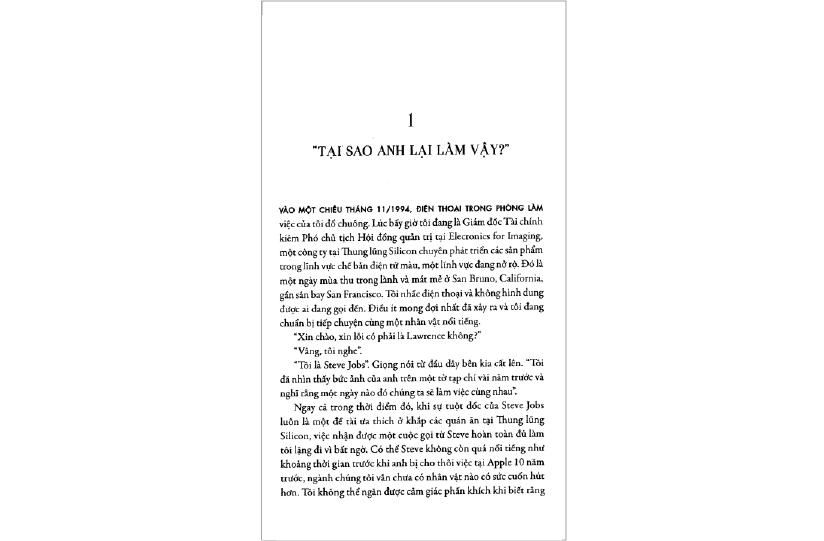 1
"TẠI SAO ANH LẠI LÀM VẬY?"
VÀO MỘT CHIỀU THÁNG 11/1994, ĐIỆN THOẠI TRONG PHÒNG LÀM
việc của tôi đổ chuông. Lúc bấy giờ tôi đang là Giám đốc Tài chính
kiêm Phó chủ tịch Hội đồng quản trị tại Elecronics for Imaging,
một công ty tại Thung lũng Silicon chuyên phát triển các sản phẩm
trong lĩnh vực chế bản điện tử màu, một lĩnh vực đang nở rộ. Đó là
một ngày mùa thu trong lành và mát mẻ ở San Bruno, California,
gần sân bay San Francisco. Tôi nhấc điện thoại và không hình dung
được ai đang gọi đến. Điều ít mong đợi nhất đã xảy ra và tôi đang
chuẩn bị tiếp chuyện cùng một nhân vật nổi tiếng.
"Xin chào, xin lỗi có phải là Lawrence không?"
"Vâng, tôi nghe".
"Tôi là Steve Jobs". Giọng nói từ đầu dây bên kia cất lên. "Tôi
đã nhìn thấy bức ảnh của anh trên một tờ tạp chí vài năm trước và
nghĩ rằng một ngày nào đó chúng ta sẽ làm việc cùng nhau".
Ngay cả trong thời điểm đó, khi sự tuột dốc của Steve Jobs
luôn là một đề tài ưa thích ở khắp các quán ăn tại Thung lũng
Silicon, việc nhận được một cuộc gọi từ Steve hoàn toàn đủ làm
tôi lặng đi vì bất ngờ. Có thể Steve không còn quá nổi tiếng như
khoảng thời gian trước khi anh bị cho thôi việc tại Apple 10 năm
trước, ngành chúng tôi vẫn chưa có nhân vật nào có sức cuốn hút
hơn. Tôi không thể ngăn được cảm giác phấn khích khi biết rằng